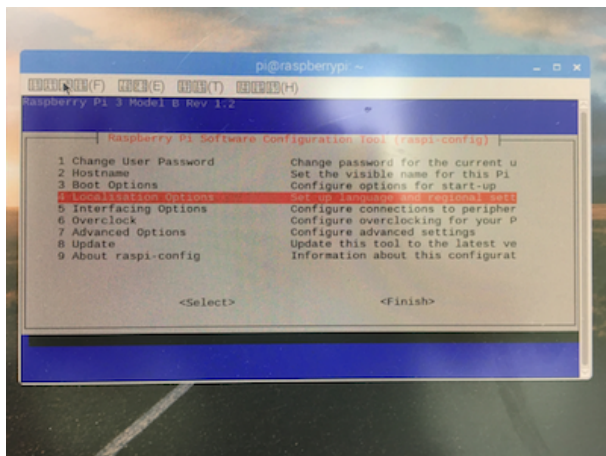 pi@raspberrypi: ~
(F) (E) (T) (H)
Raspberry Pi 3 Model B Rev 1.2
Raspberry Pi Software Configuration Tool (raspi-config)
1 Change User Password Change password for the current u
2 Hostname Set the visible name for this Pi
3 Boot Options Configure options for start-up
4 Localisation Options Set up language and regional sett
5 Interfacing Options Configure connections to peripher
6 Overclock Configure overclocking for your P
7 Advanced Options Configure advanced settings
8 Update Update this tool to the latest ve
9 About raspi-config Information about this configurat
<Select> <Finish>